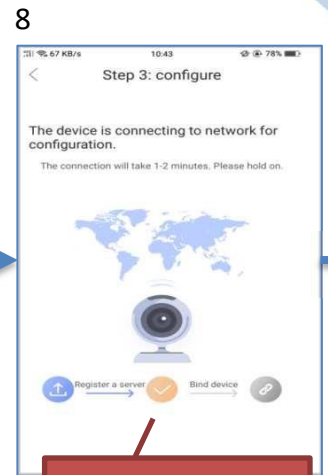 8
67 KB/s 10:43 78%
Step 3: configure
The device is connecting to network for
configuration.
The connection will take 1-2 minutes. Please hold on.
Register a server Bind device